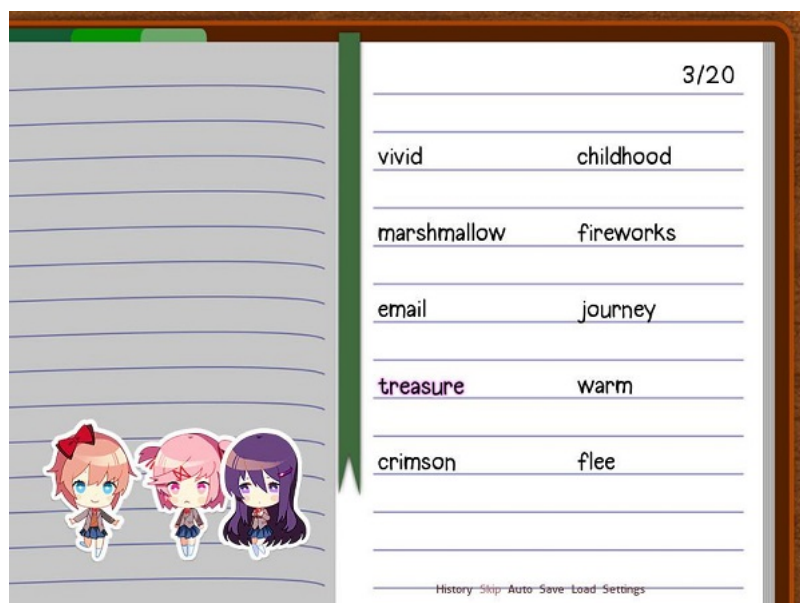 3/20
vivid childhood
marshmallow fireworks
email journey
treasure warm
crimson flee
History Skip Auto Save Load Settings